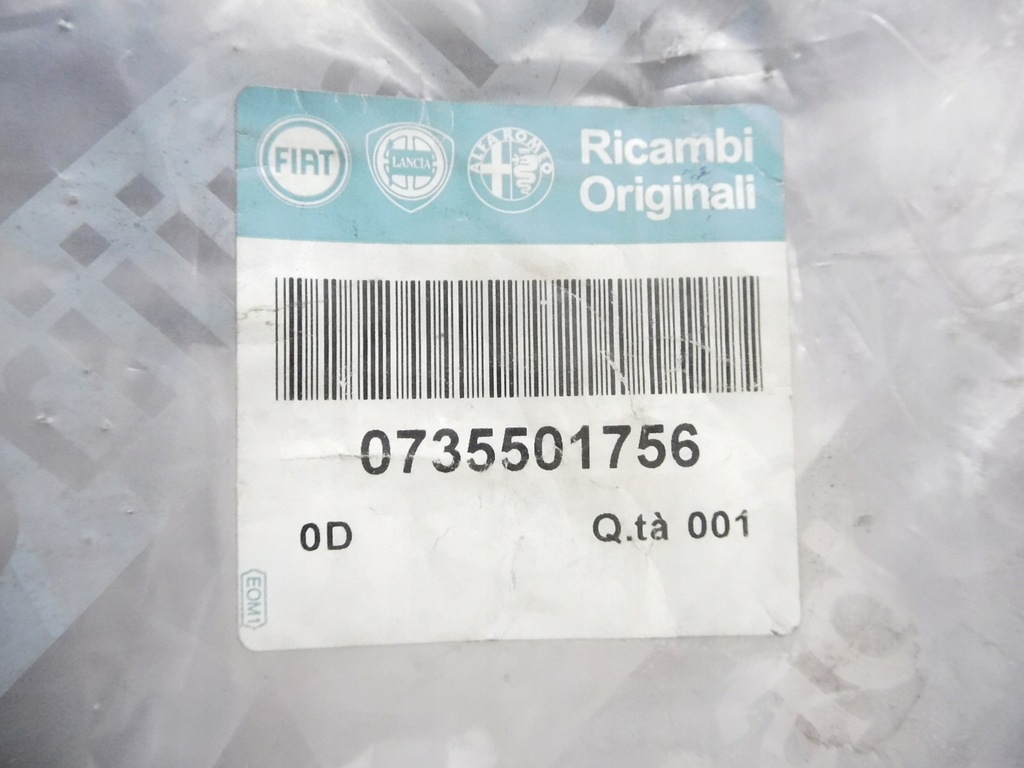 FIAT
LANCIA
ALFA ROMEO
Ricambi
Originali
0735501756
0D
Q.tà 001
EOM1